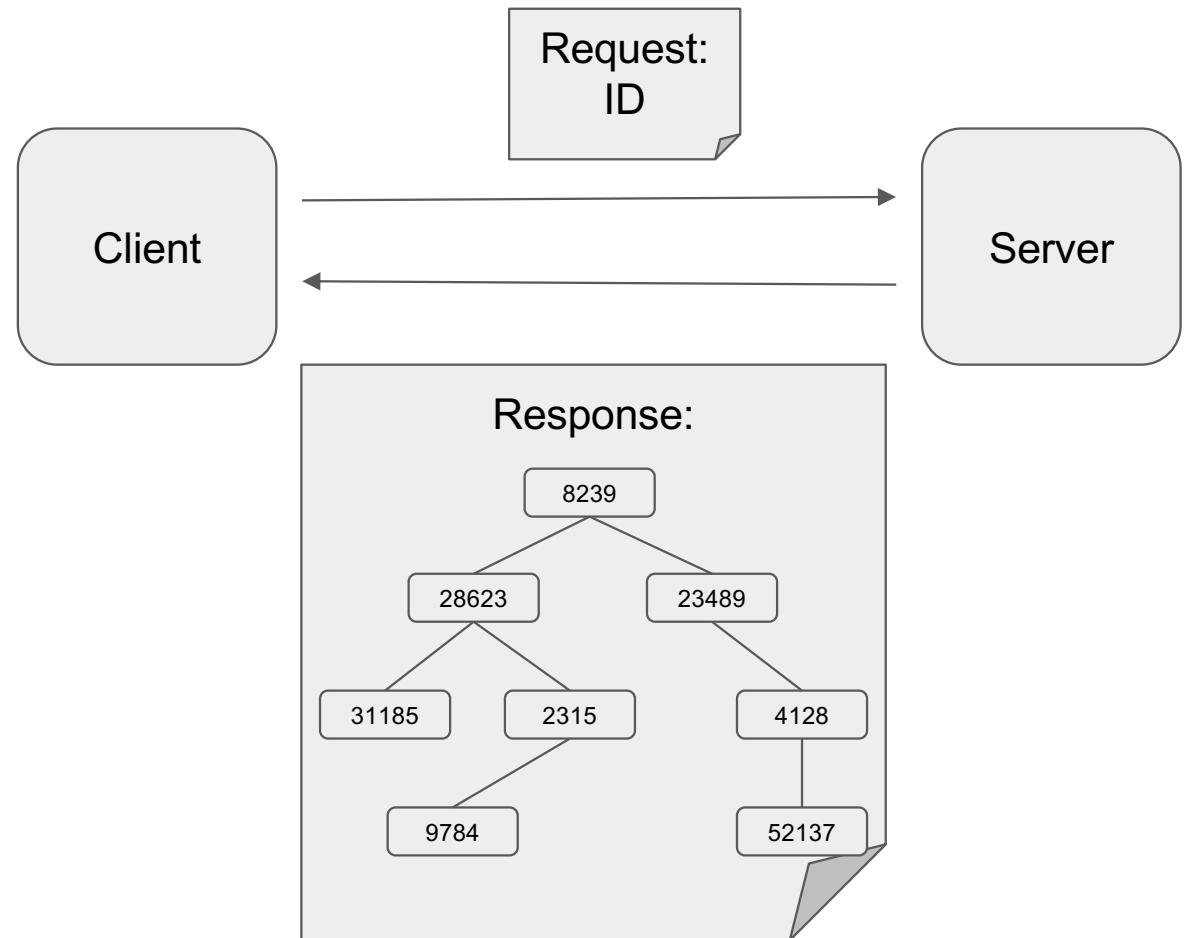 Request:
ID
Client
Server
Response:
8239
28623
23489
31185
2315
4128
9784
52137